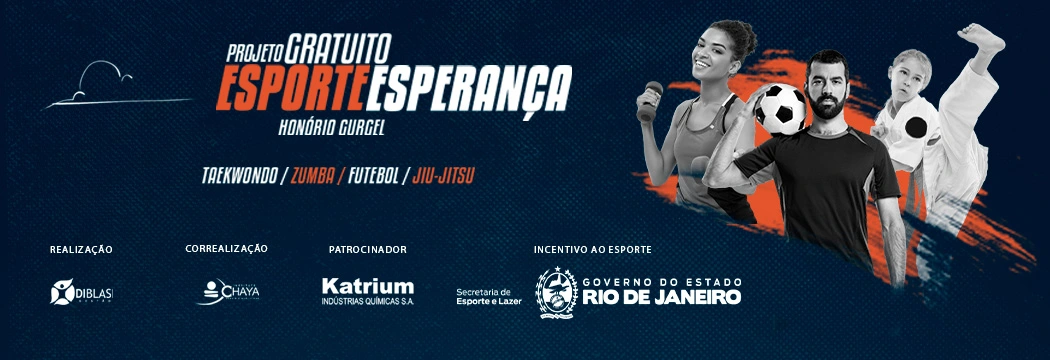 PROJETO GRATUITO
ESPORTE ESPERANÇA
HONÓRIO GURGEL
TAEKWONDO / ZUMBA / FUTEBOL / JIU-JITSU
REALIZAÇÃO
CORREALIZAÇÃO
PATROCINADOR
INCENTIVO AO ESPORTE
DIBLASI
CHAYA
Katrium
INDÚSTRIAS QUÍMICAS S.A.
Secretaria de
Esporte e Lazer
GOVERNO DO ESTADO
RIO DE JANEIRO